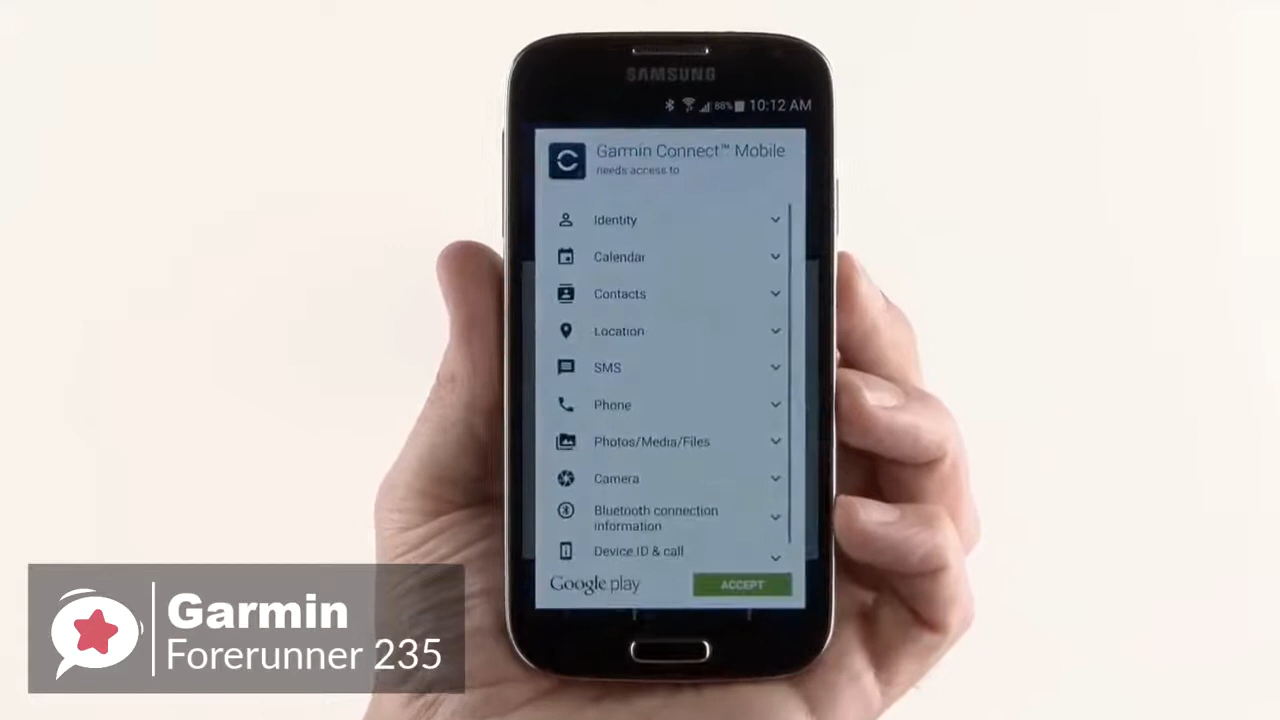 SAMSUNG
88% 10:12 AM
Garmin Connect™ Mobile
needs access to
Identity
Calendar
Contacts
Location
SMS
Phone
Photos/Media/Files
Camera
Bluetooth connection
information
Device ID & call
Google play
ACCEPT
Garmin
Forerunner 235